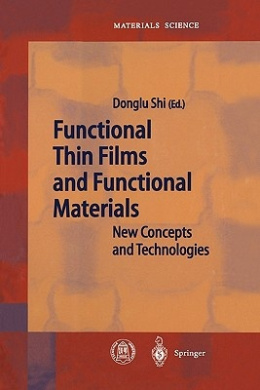 MATERIALS SCIENCE
Donglu Shi (Ed.)
Functional
Thin Films
and Functional
Materials
New Concepts
and Technologies
Springer